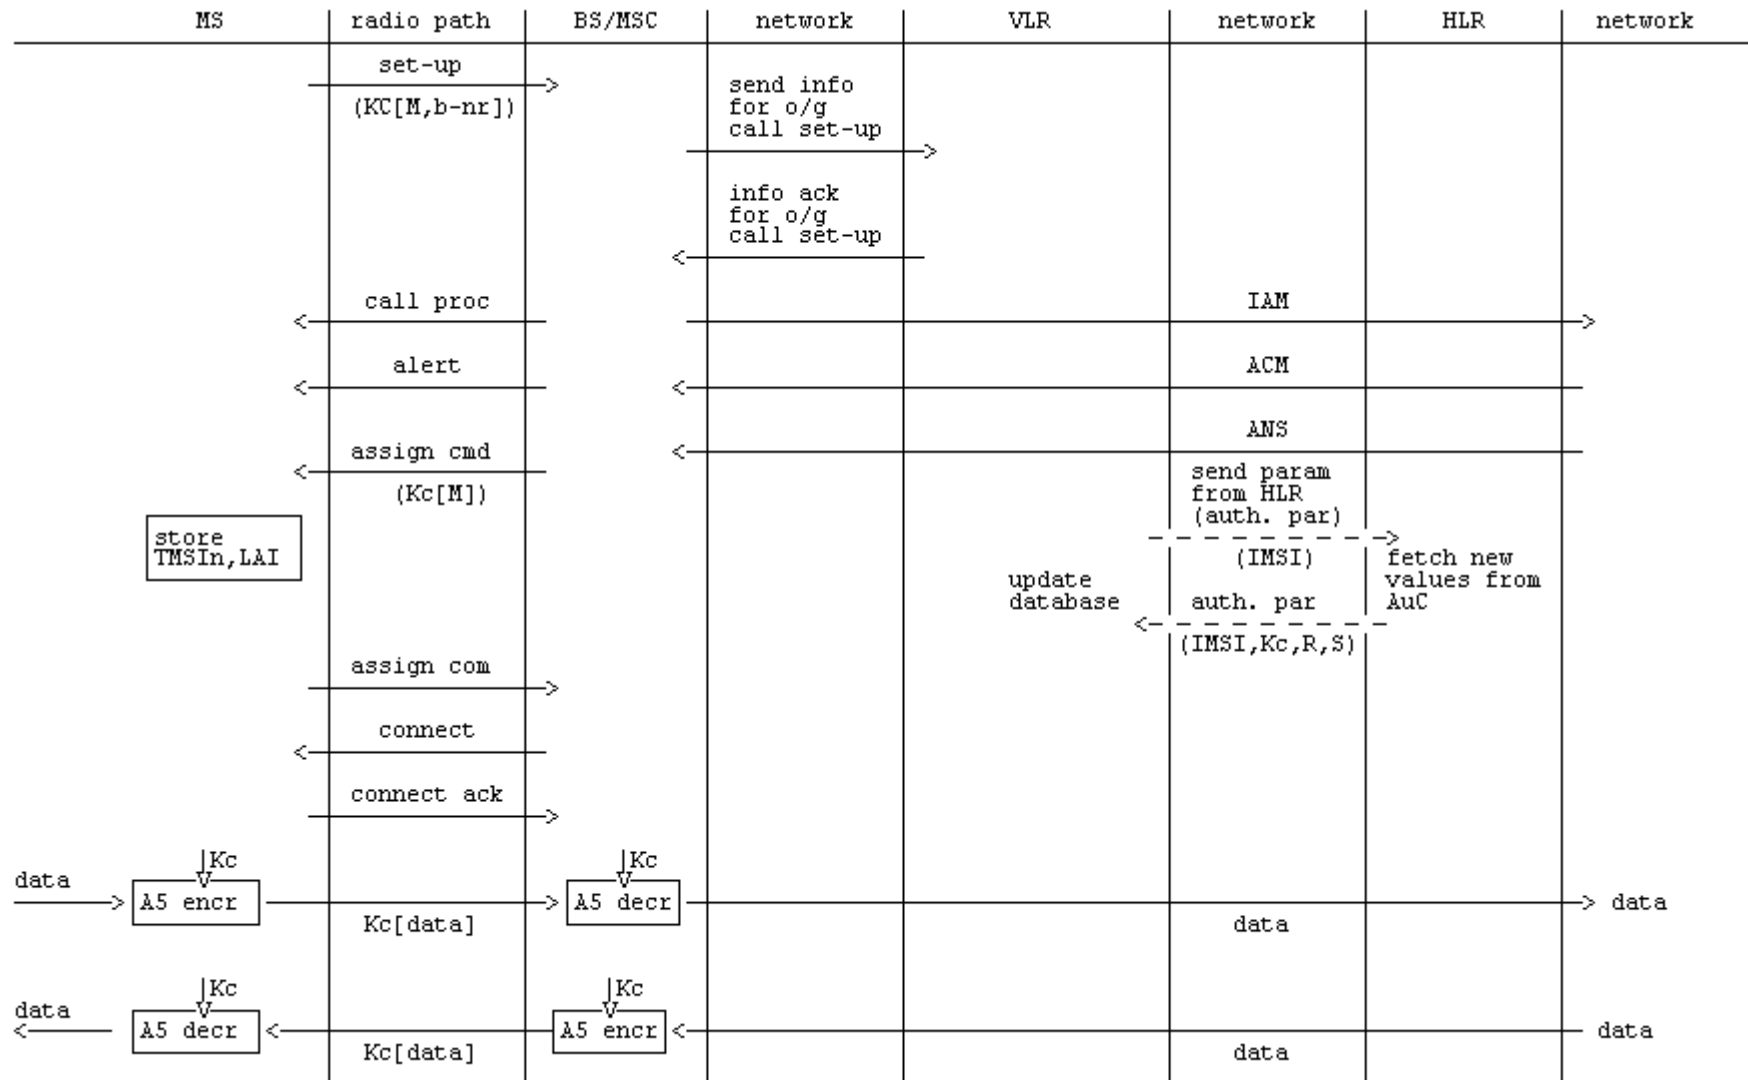 MS radio path BS/MSC network VLR network HLR network
set-up
(KC[M,b-nr])
send info
for o/g
call set-up
info ack
for o/g
call set-up
call proc IAM
alert ACM
ANS
assign cmd
(Kc[M])
send param
from HLR
(auth. par)
(IMSI)
store
TMSIn,LAI
fetch new
values from
AuC
update
database
auth. par
(IMSI,Kc,R,S)
assign com
connect
connect ack
Kc Kc
data A5 encr A5 decr data
Kc[data] data
Kc Kc
data A5 decr A5 encr data
Kc[data] data